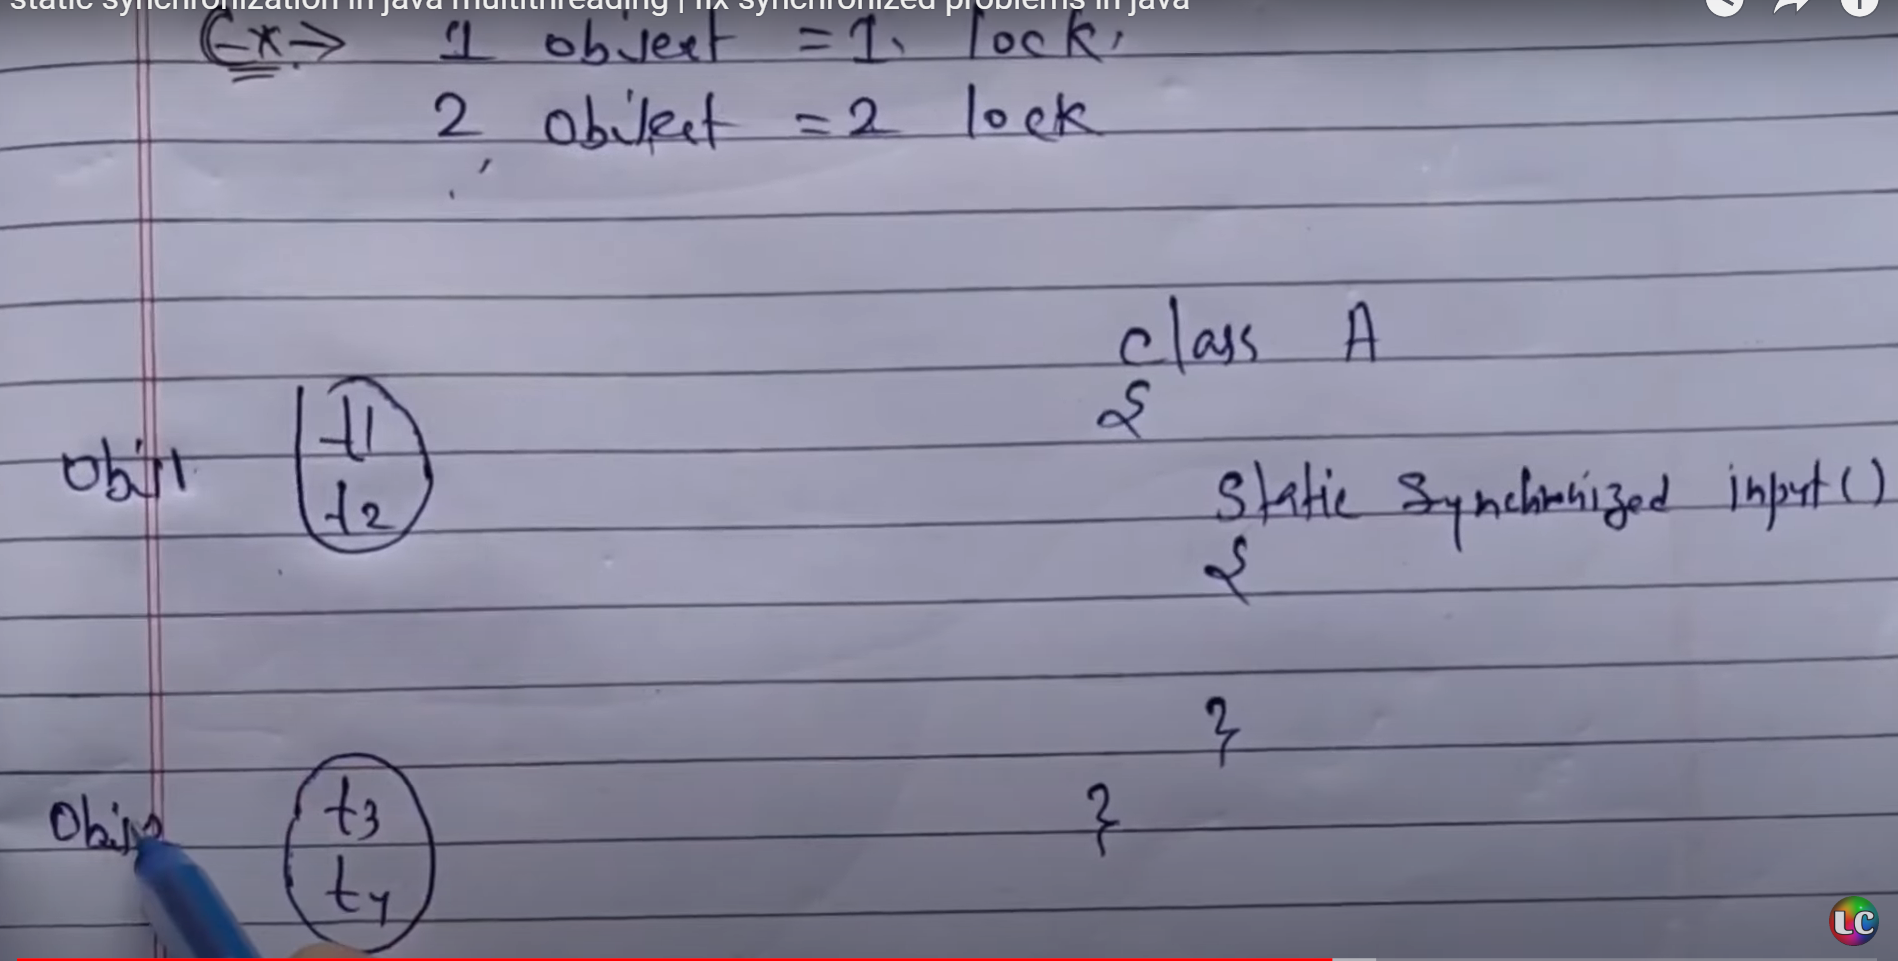 static synchronization in java multithreading | fix synchronized problems in java
Ex→ 1 object = 1 lock,
2 object = 2 lock
class A
{
Obj1 t1
t2
static synchronized input()
{
}
t3
}
t4
LC